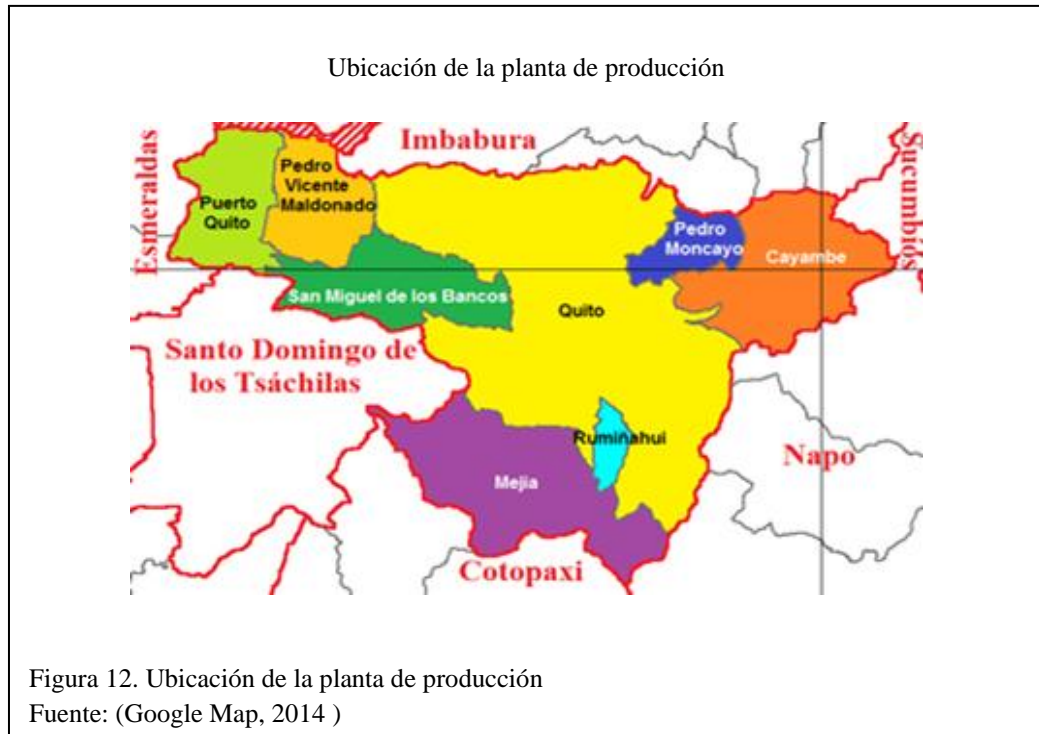 Ubicación de la planta de producción
Imbabura
Esmeraldas
Sucumbíos
Pedro
Vicente
Maldonado
Puerto
Quito
Pedro
Moncayo
Cayambe
San Miguel de los Bancos
Quito
Santo Domingo de
los Tsáchilas
Rumiñahui
Napo
Mejia
Cotopaxi
Figura 12. Ubicación de la planta de producción
Fuente: (Google Map, 2014 )